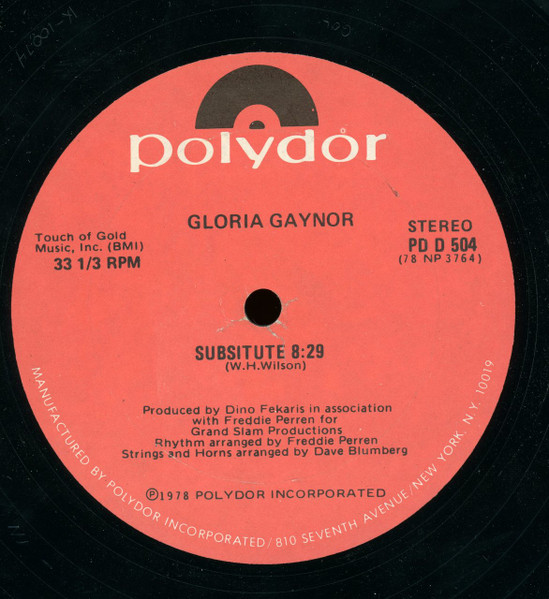 polydor
GLORIA GAYNOR
Touch of Gold
Music, Inc. (BMI)
33 1/3 RPM
STEREO
PD D 504
(78 NP 3764)
SUBSITUTE 8:29
(W.H.Wilson)
Produced by Dino Fekaris in association
with Freddie Perren for
Grand Slam Productions
Rhythm arranged by Freddie Perren
Strings and Horns arranged by Dave Blumberg
℗1978 POLYDOR INCORPORATED
MANUFACTURED BY POLYDOR INCORPORATED/810 SEVENTH AVENUE/NEW YORK, N.Y. 10019